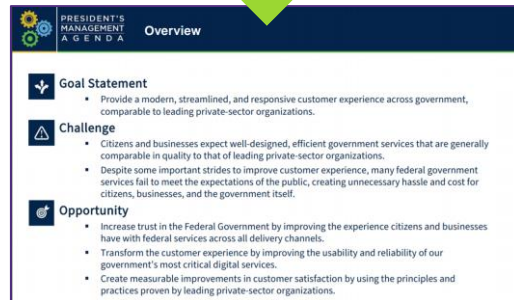 PRESIDENT'S
MANAGEMENT
AGENDA
Overview
Goal Statement
▪ Provide a modern, streamlined, and responsive customer experience across government,
comparable to leading private-sector organizations.
Challenge
▪ Citizens and businesses expect well-designed, efficient government services that are generally
comparable in quality to that of leading private-sector organizations.
▪ Despite some important strides to improve customer experience, many federal government
services fail to meet the expectations of the public, creating unnecessary hassle and cost for
citizens, businesses, and the government itself.
Opportunity
▪ Increase trust in the Federal Government by improving the experience citizens and businesses
have with federal services across all delivery channels.
▪ Transform the customer experience by improving the usability and reliability of our
government's most critical digital services.
▪ Create measurable improvements in customer satisfaction by using the principles and
practices proven by leading private-sector organizations.